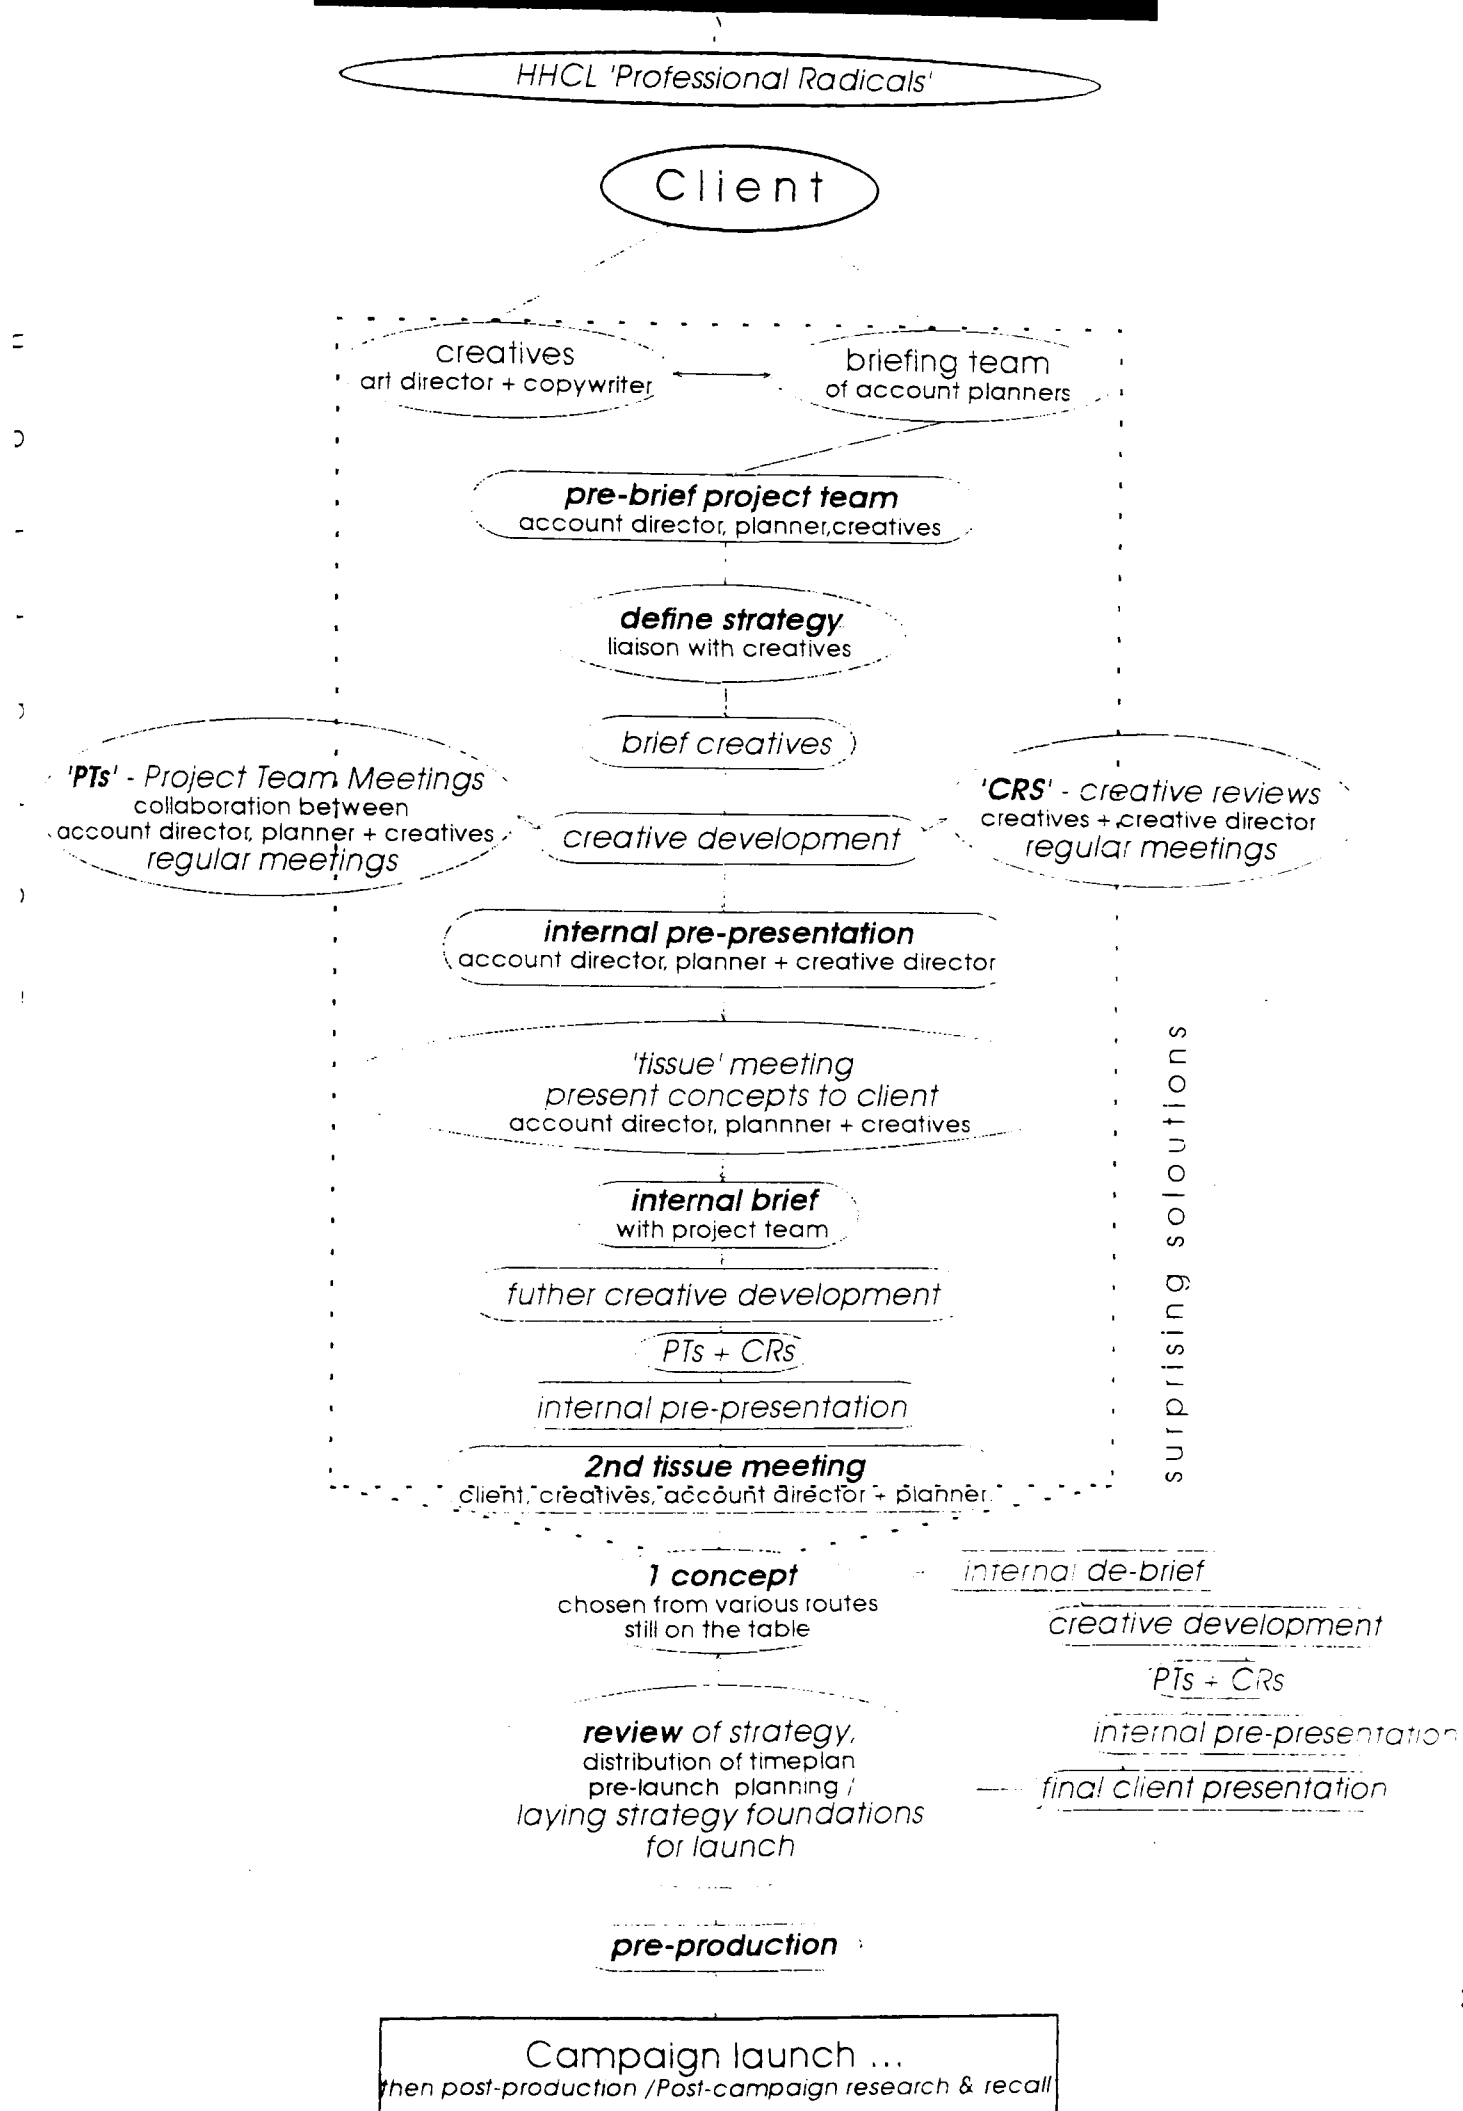 HHCL 'Professional Radicals'
Client
creatives
art director + copywriter
briefing team
of account planners
pre-brief project team
account director, planner,creatives
define strategy
liaison with creatives
brief creatives
'PTs' - Project Team Meetings
collaboration between
account director, planner + creatives
regular meetings
creative development
'CRS' - creative reviews
creatives + creative director
regular meetings
internal pre-presentation
account director, planner + creative director
'tissue' meeting
present concepts to client
account director, plannner + creatives
internal brief
with project team
futher creative development
PTs + CRs
internal pre-presentation
2nd tissue meeting
client, creatives, account director + planner
surprising soloutions
1 concept
chosen from various routes
still on the table
internal de-brief
creative development
PTs + CRs
internal pre-presentation
final client presentation
review of strategy,
distribution of timeplan
pre-launch planning /
laying strategy foundations
for launch
pre-production
Campaign launch ...
then post-production /Post-campaign research & recall